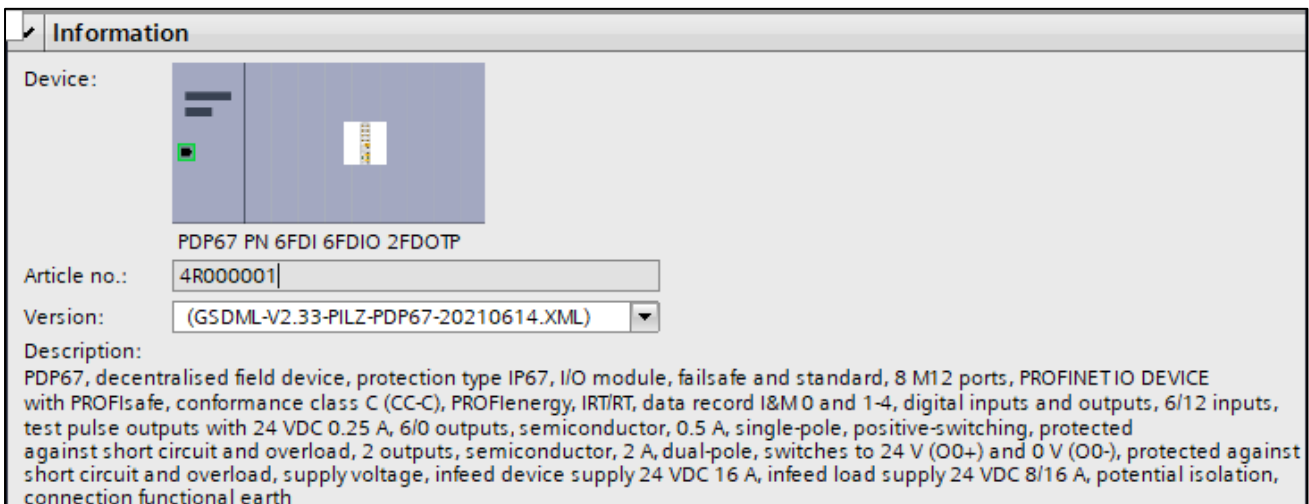 Information
Device:
PDP67 PN 6FDI 6FDIO 2FDOTP
Article no.: 4R000001
Version: (GSDML-V2.33-PILZ-PDP67-20210614.XML)
Description:
PDP67, decentralised field device, protection type IP67, I/O module, failsafe and standard, 8 M12 ports, PROFINET IO DEVICE
with PROFIsafe, conformance class C (CC-C), PROFIenergy, IRT/RT, data record I&M 0 and 1-4, digital inputs and outputs, 6/12 inputs,
test pulse outputs with 24 VDC 0.25 A, 6/0 outputs, semiconductor, 0.5 A, single-pole, positive-switching, protected
against short circuit and overload, 2 outputs, semiconductor, 2 A, dual-pole, switches to 24 V (O0+) and 0 V (O0-), protected against
short circuit and overload, supply voltage, infeed device supply 24 VDC 16 A, infeed load supply 24 VDC 8/16 A, potential isolation,
connection functional earth